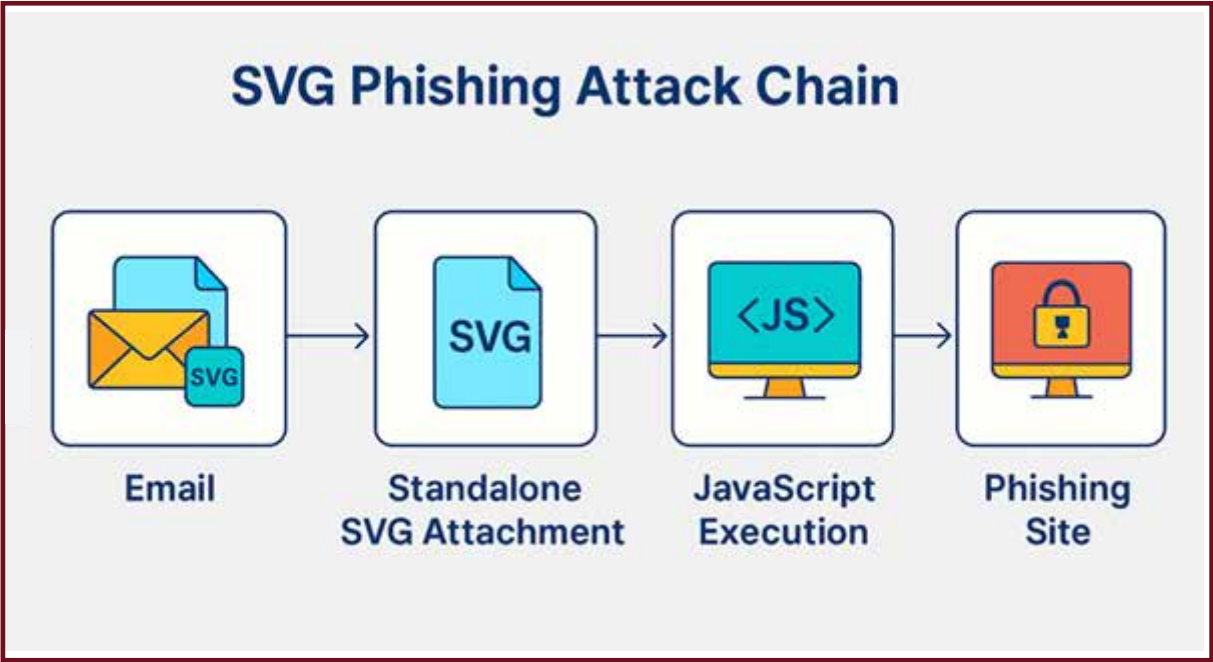 SVG Phishing Attack Chain
SVG
SVG
<JS>
Email
Standalone
SVG Attachment
JavaScript
Execution
Phishing
Site